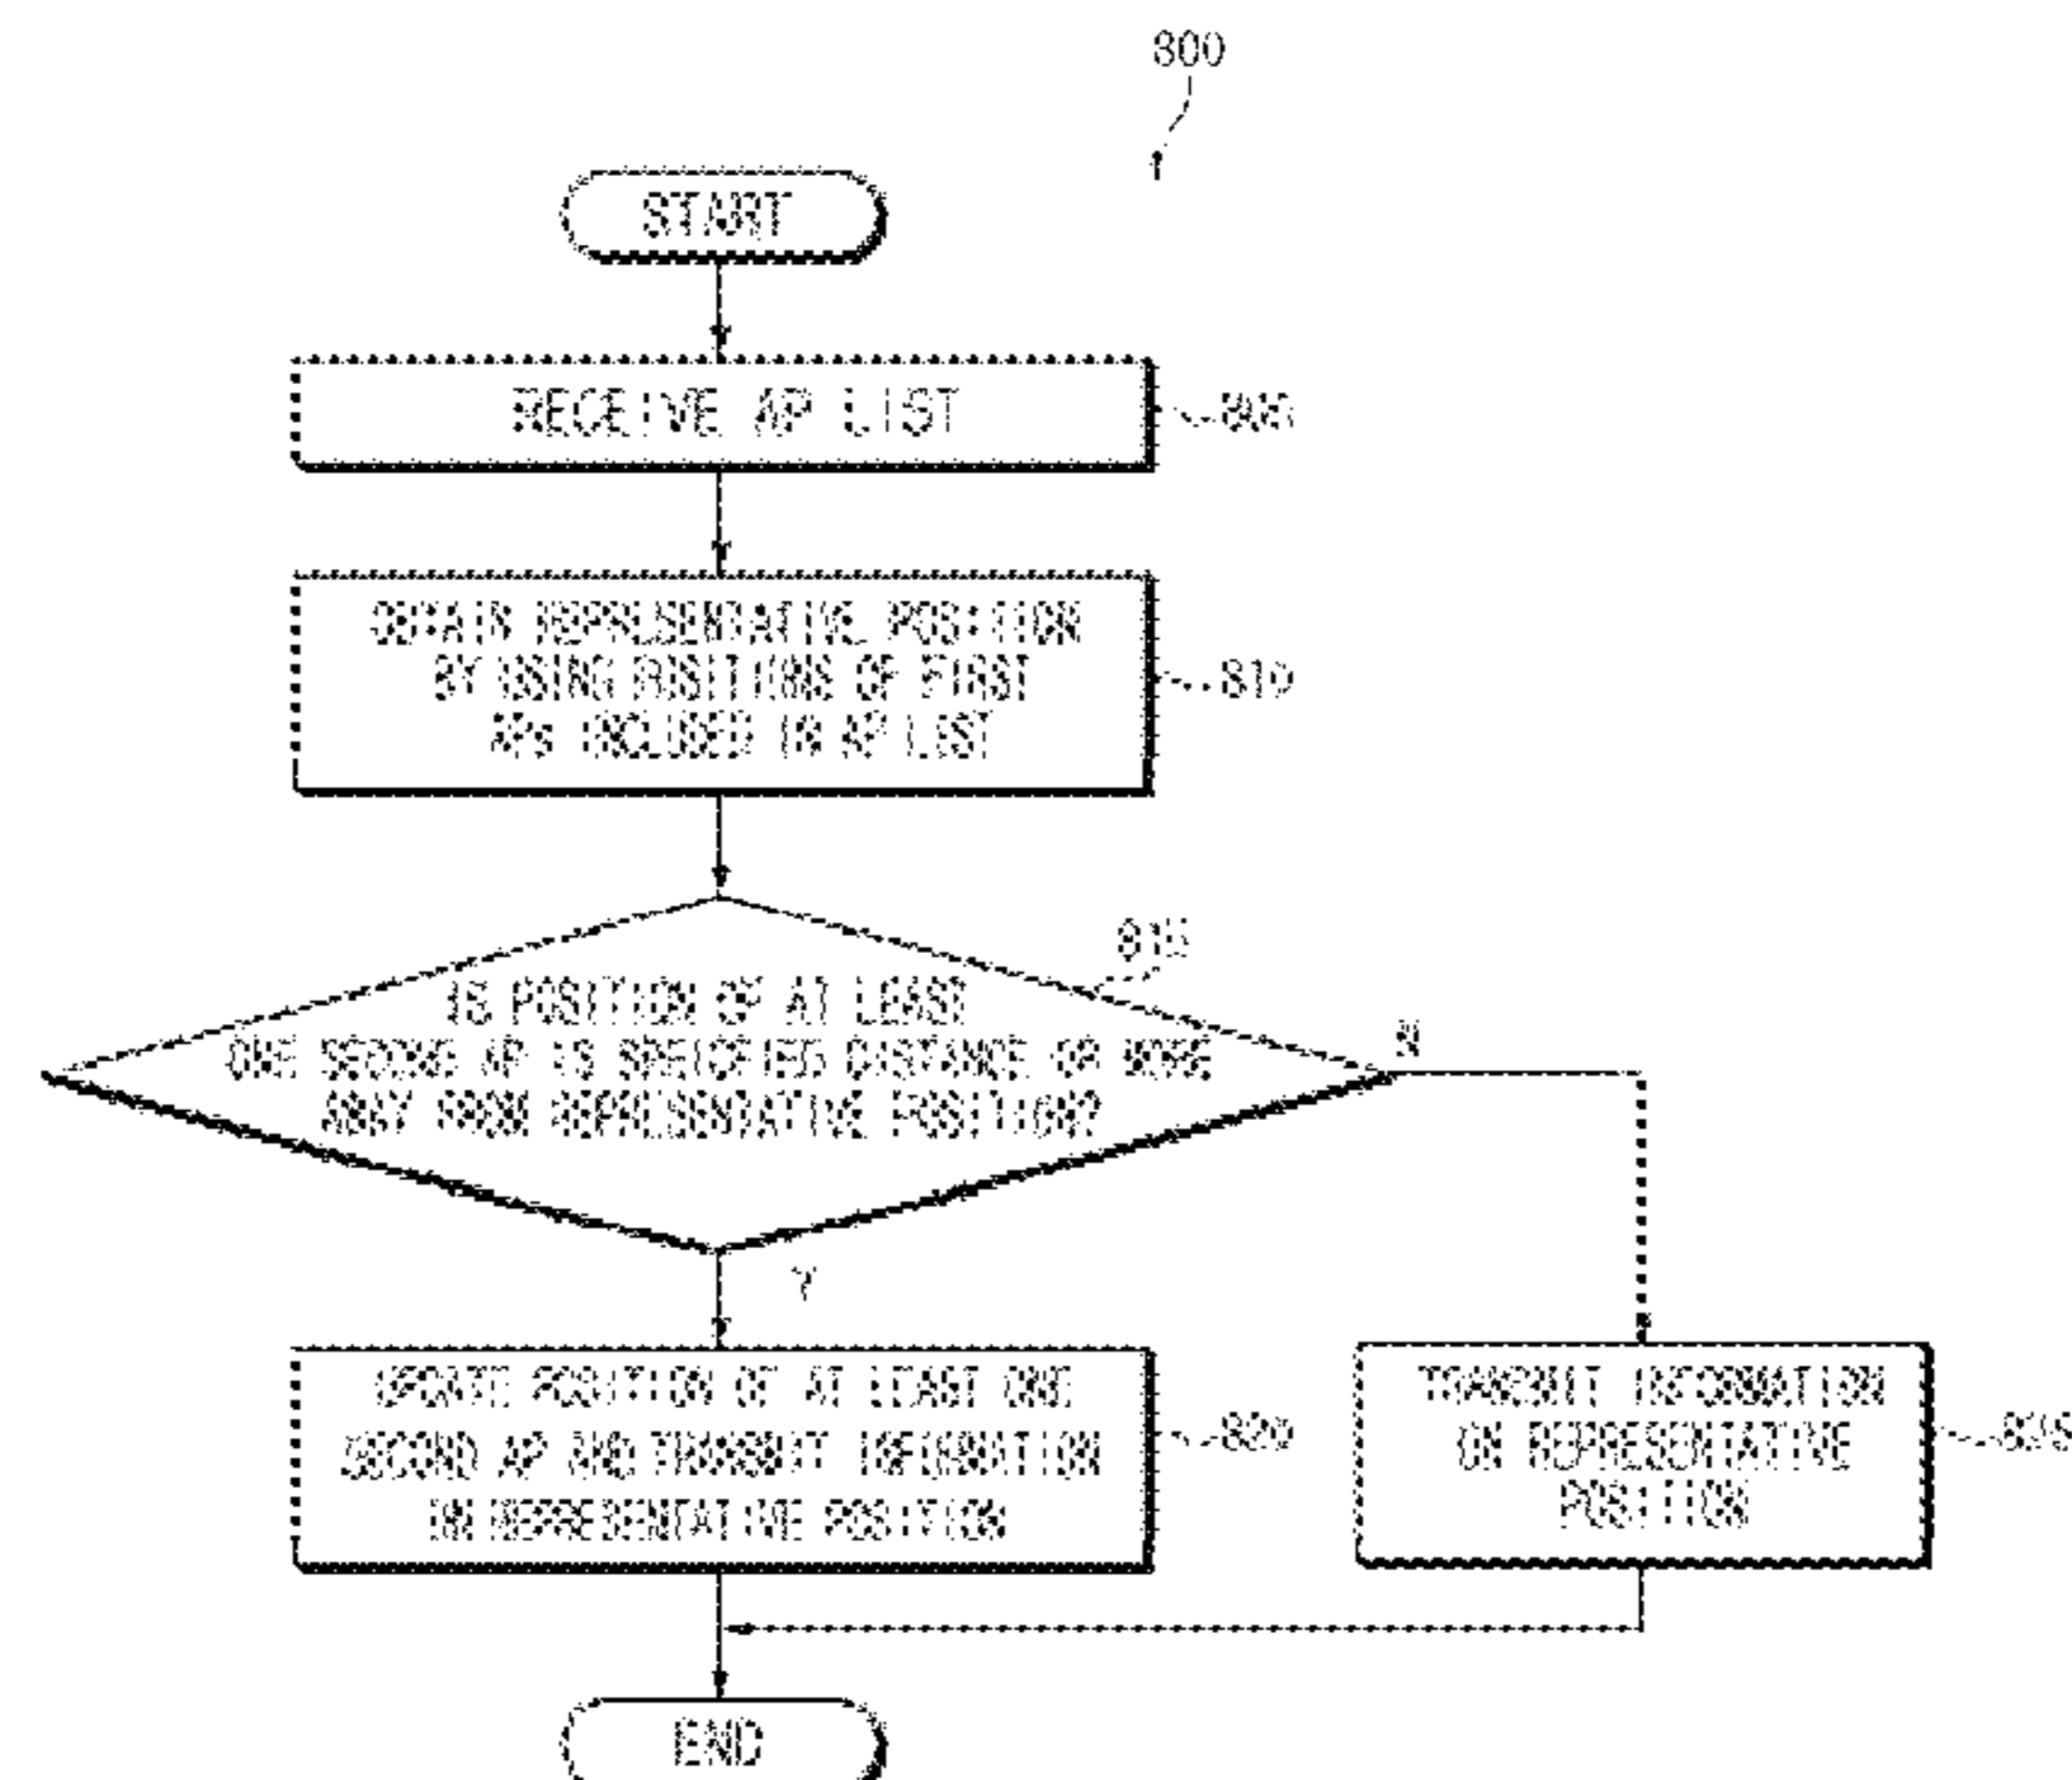 800
START
RECEIVE AP LIST
805
OBTAIN REPRESENTATIVE POSITION
BY USING POSITIONS OF FIRST
APs INCLUDED IN AP LIST
810
815
IS POSITION OF AT LEAST
ONE SECOND AP IS SPECIFIED DISTANCE OR MORE
AWAY FROM REPRESENTATIVE POSITION?
N
Y
UPDATE POSITION OF AT LEAST ONE
SECOND AP AND TRANSMIT INFORMATION
ON REPRESENTATIVE POSITION
820
TRANSMIT INFORMATION
ON REPRESENTATIVE
POSITION
END